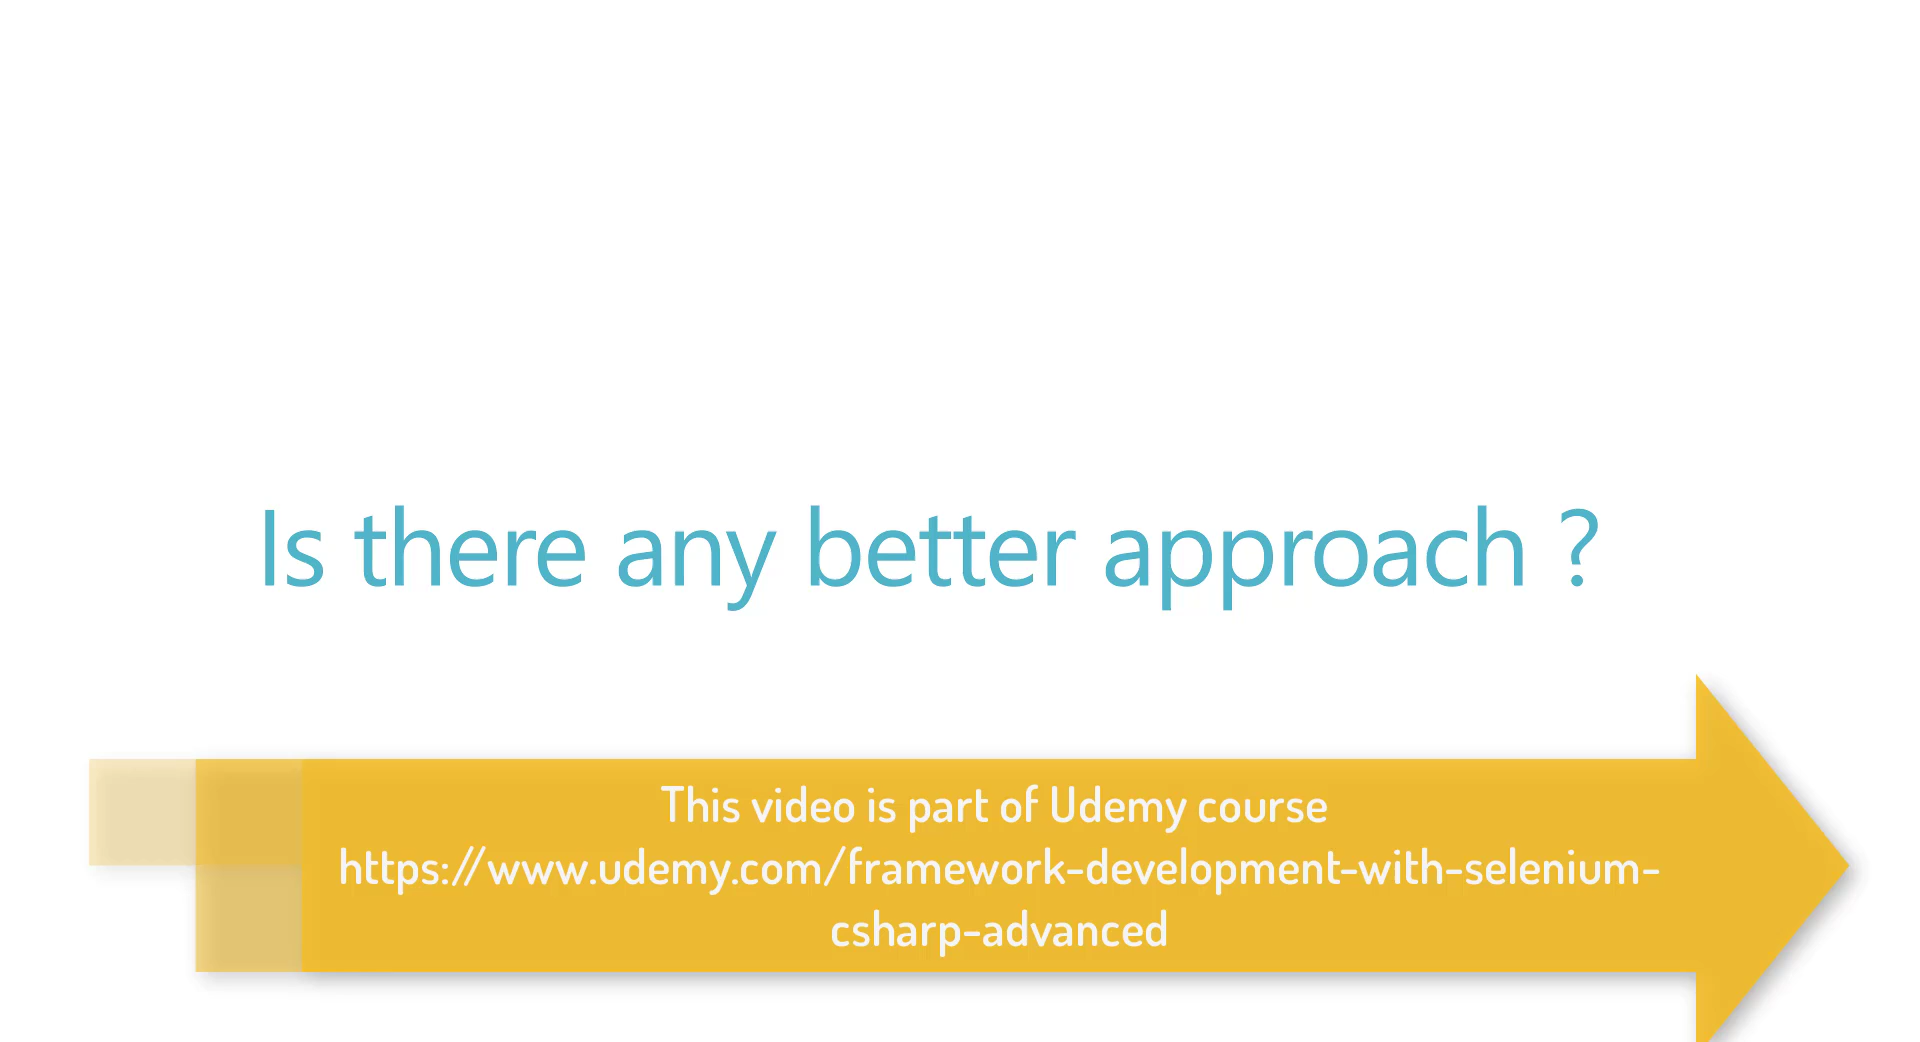 Is there any better approach ?
This video is part of Udemy course
https://www.udemy.com/framework-development-with-selenium-
csharp-advanced